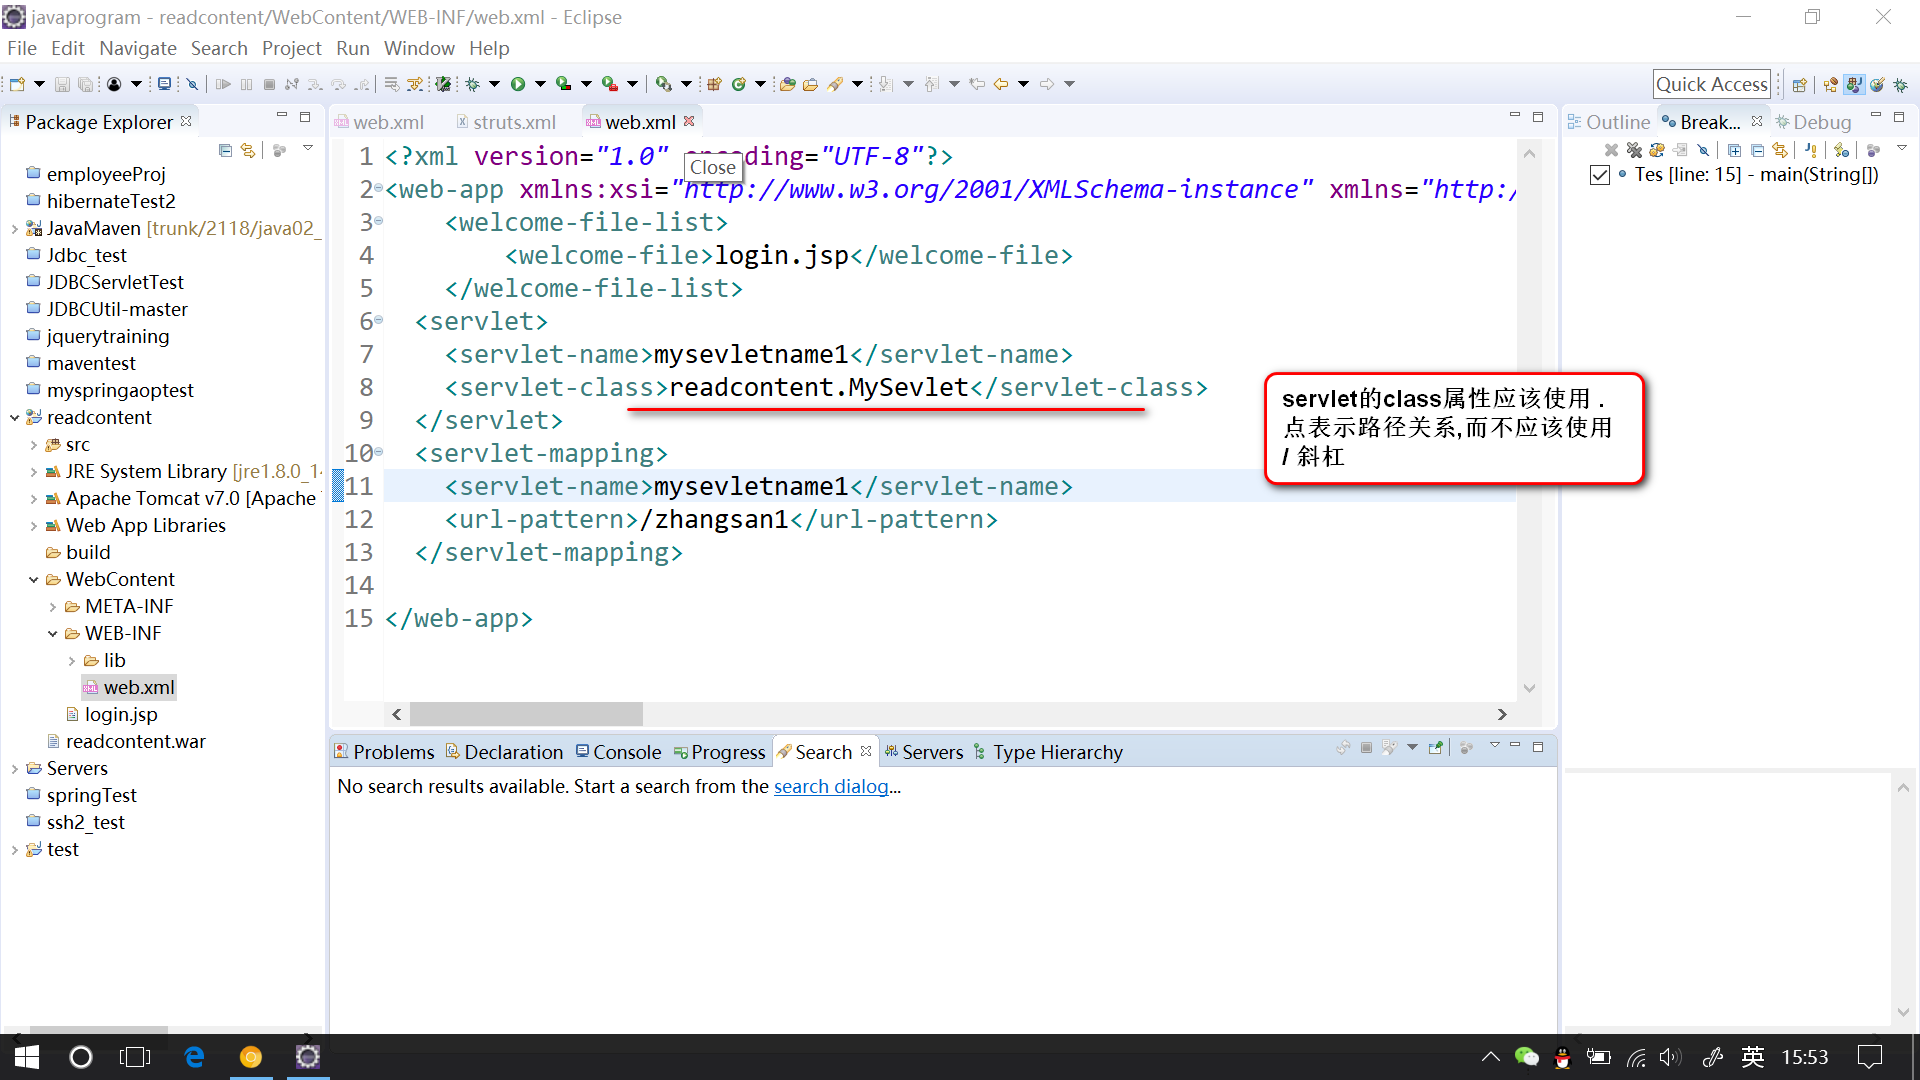 javaprogram - readcontent/WebContent/WEB-INF/web.xml - Eclipse
File Edit Navigate Search Project Run Window Help
Quick Access
Package Explorer
employeeProj
hibernateTest2
JavaMaven [trunk/2118/java02_
Jdbc_test
JDBCServletTest
JDBCUtil-master
jquerytraining
maventest
myspringaoptest
readcontent
src
JRE System Library [jre1.8.0_1
Apache Tomcat v7.0 [Apache
Web App Libraries
build
WebContent
META-INF
WEB-INF
lib
web.xml
login.jsp
readcontent.war
Servers
springTest
ssh2_test
test
web.xml struts.xml web.xml
Close
1 <?xml version="1.0" encoding="UTF-8"?>
2 <web-app xmlns:xsi="http://www.w3.org/2001/XMLSchema-instance" xmlns="http:/
3 <welcome-file-list>
4 <welcome-file>login.jsp</welcome-file>
5 </welcome-file-list>
6 <servlet>
7 <servlet-name>mysevletname1</servlet-name>
8 <servlet-class>readcontent.MySevlet</servlet-class>
9 </servlet>
10 <servlet-mapping>
11 <servlet-name>mysevletname1</servlet-name>
12 <url-pattern>/zhangsan1</url-pattern>
13 </servlet-mapping>
14
15 </web-app>
servlet的class属性应该使用 .
点表示路径关系,而不应该使用
/ 斜杠
Outline Break... Debug
Tes [line: 15] - main(String[])
Problems Declaration Console Progress Search Servers Type Hierarchy
No search results available. Start a search from the search dialog...
英 15:53